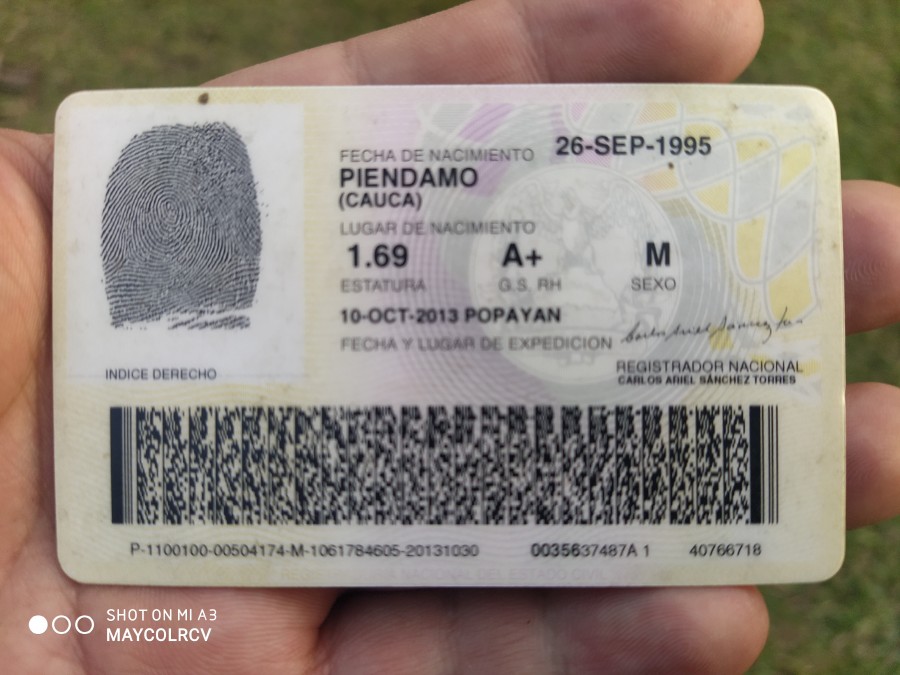 FECHA DE NACIMIENTO 26-SEP-1995
PIENDAMO
(CAUCA)
LUGAR DE NACIMIENTO
1.69 A+ M
ESTATURA G.S. RH SEXO
10-OCT-2013 POPAYAN
FECHA Y LUGAR DE EXPEDICION
REGISTRADOR NACIONAL
CARLOS ARIEL SÁNCHEZ TORRES
INDICE DERECHO
P-1100100-00504174-M-1061784605-20131030 0035637487A 1 40766718
SHOT ON MI A3
MAYCOLRCV